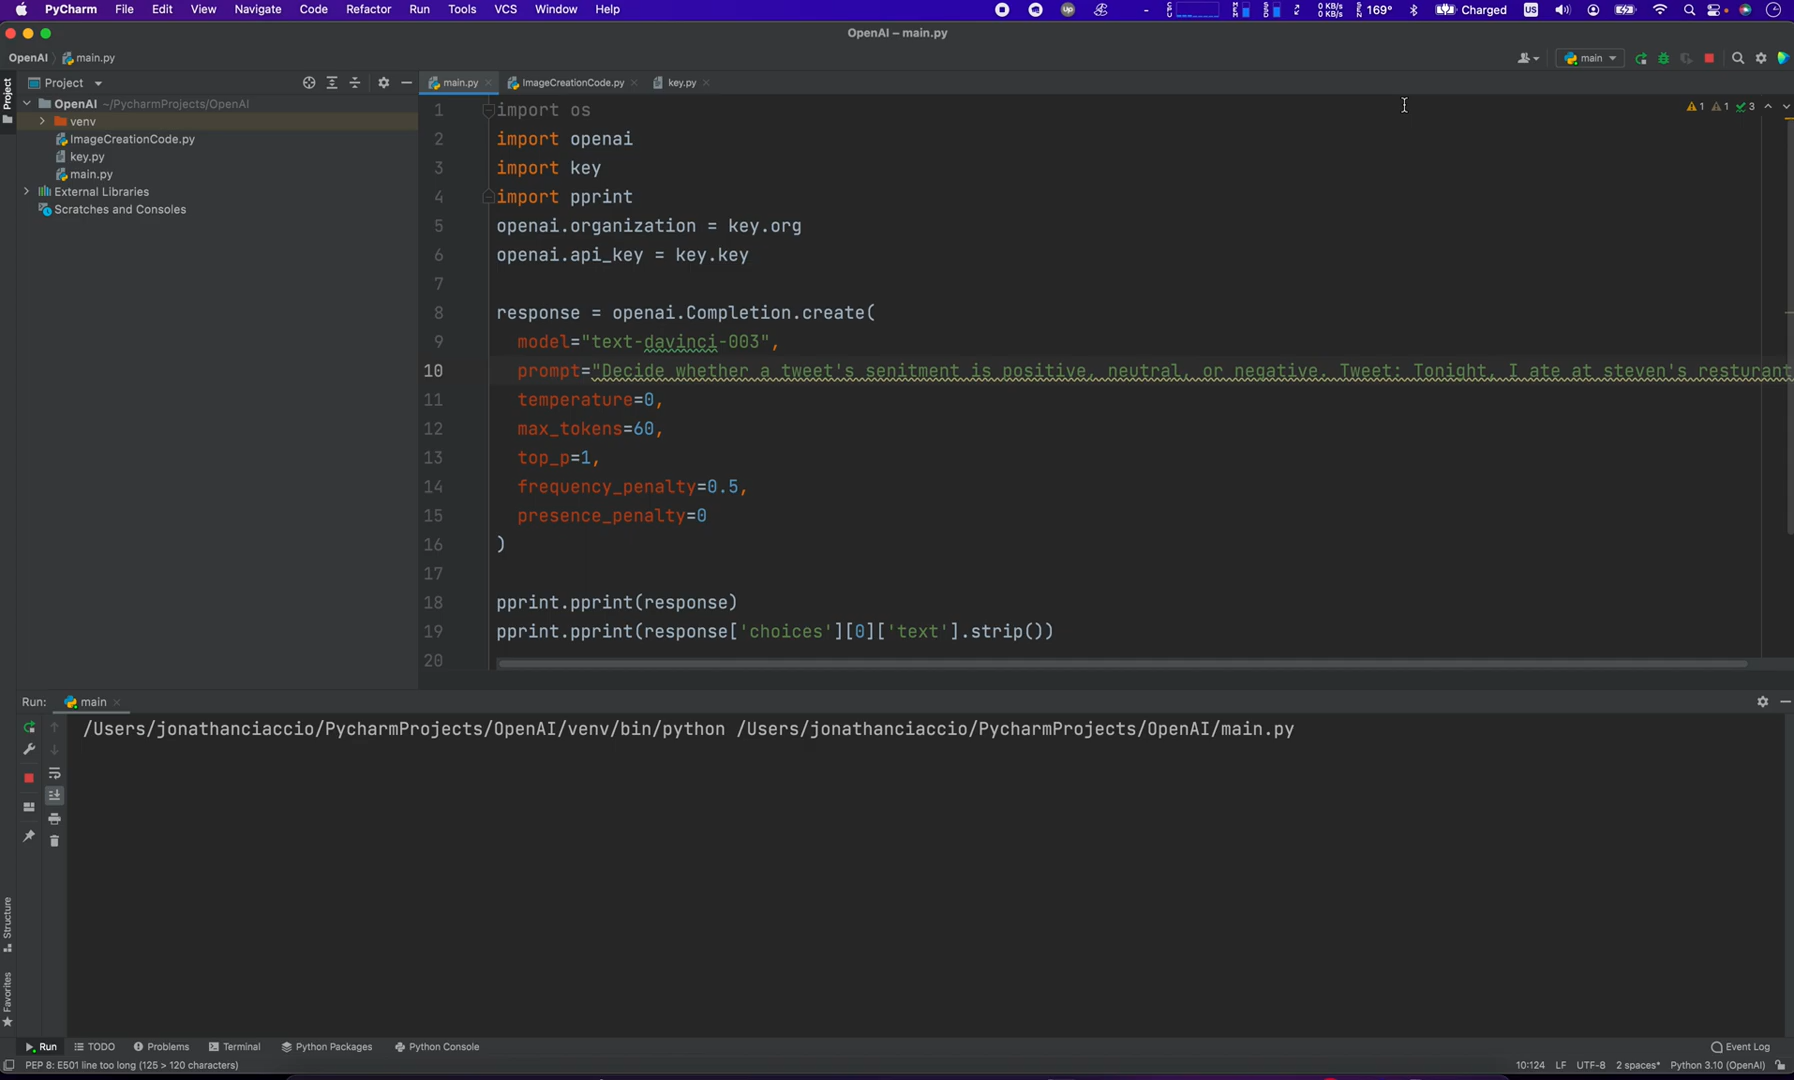 PyCharm File Edit View Navigate Code Refactor Run Tools VCS Window Help 0 KB/s 0 KB/s 169° Charged US
OpenAI – main.py
OpenAI main.py main
Project main.py ImageCreationCode.py key.py
Project
OpenAI ~/PycharmProjects/OpenAI
venv
ImageCreationCode.py
key.py
main.py
External Libraries
Scratches and Consoles
1 1 3
1 import os
2 import openai
3 import key
4 import pprint
5 openai.organization = key.org
6 openai.api_key = key.key
7
8 response = openai.Completion.create(
9 model="text-davinci-003",
10 prompt="Decide whether a tweet's senitment is positive, neutral, or negative. Tweet: Tonight, I ate at steven's resturant
11 temperature=0,
12 max_tokens=60,
13 top_p=1,
14 frequency_penalty=0.5,
15 presence_penalty=0
16 )
17
18 pprint.pprint(response)
19 pprint.pprint(response['choices'][0]['text'].strip())
20
Run: main
/Users/jonathanciaccio/PycharmProjects/OpenAI/venv/bin/python /Users/jonathanciaccio/PycharmProjects/OpenAI/main.py
Structure
Favorites
Run TODO Problems Terminal Python Packages Python Console Event Log
PEP 8: E501 line too long (125 > 120 characters) 10:124 LF UTF-8 2 spaces* Python 3.10 (OpenAI)